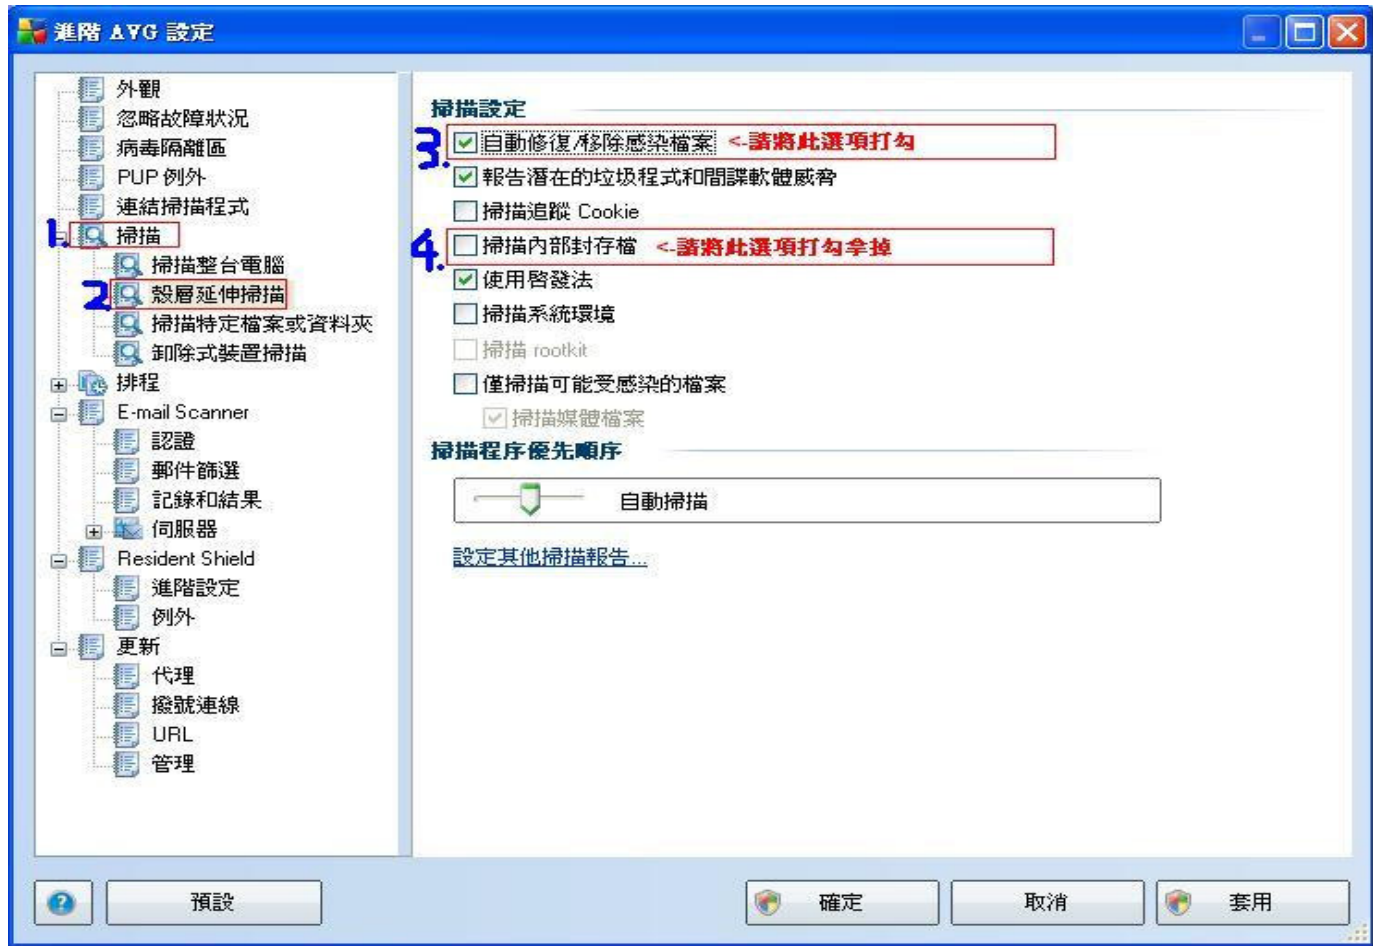 進階 AVG 設定
外觀
忽略故障狀況
病毒隔離區
PUP 例外
連結掃描程式
1. 掃描
掃描整台電腦
2 殼層延伸掃描
掃描特定檔案或資料夾
卸除式裝置掃描
排程
E-mail Scanner
認證
郵件篩選
記錄和結果
伺服器
Resident Shield
進階設定
例外
更新
代理
撥號連線
URL
管理
掃描設定
3. 自動修復/移除感染檔案 <-請將此選項打勾
報告潛在的垃圾程式和間諜軟體威脅
掃描追蹤 Cookie
4. 掃描內部封存檔 <-請將此選項打勾拿掉
使用啓發法
掃描系統環境
掃描 rootkit
僅掃描可能受感染的檔案
掃描媒體檔案
掃描程序優先順序
自動掃描
設定其他掃描報告...
預設
確定
取消
套用